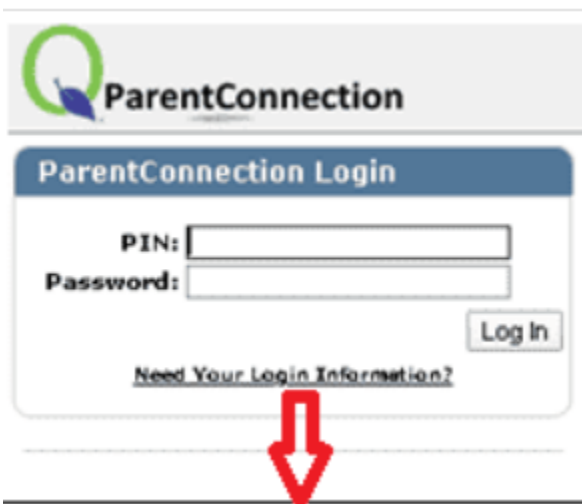 Q ParentConnection
ParentConnection Login
PIN:
Password:
Log In
Need Your Login Information?